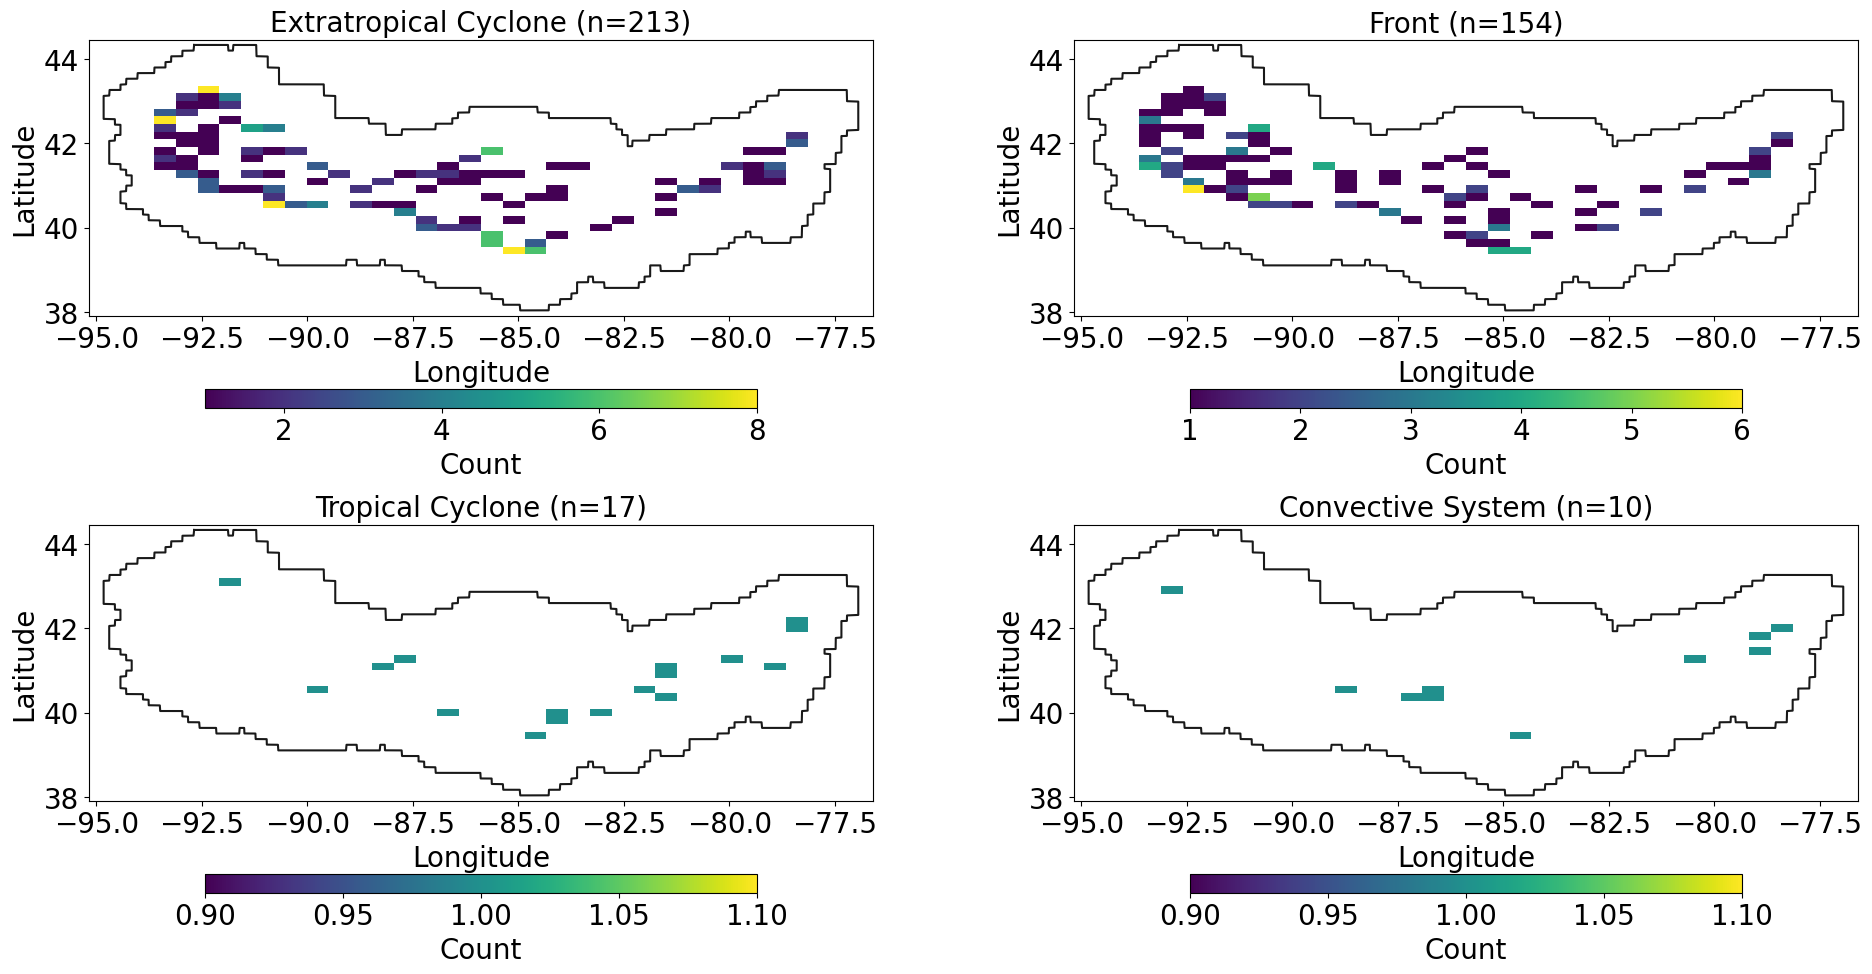 Extratropical Cyclone (n=213)
44
42
40
38
Latitude
−95.0 −92.5 −90.0 −87.5 −85.0 −82.5 −80.0 −77.5
Longitude
2 4 6 8
Count
Front (n=154)
44
42
40
38
Latitude
−95.0 −92.5 −90.0 −87.5 −85.0 −82.5 −80.0 −77.5
Longitude
1 2 3 4 5 6
Count
Tropical Cyclone (n=17)
44
42
40
38
Latitude
−95.0 −92.5 −90.0 −87.5 −85.0 −82.5 −80.0 −77.5
Longitude
0.90 0.95 1.00 1.05 1.10
Count
Convective System (n=10)
44
42
40
38
Latitude
−95.0 −92.5 −90.0 −87.5 −85.0 −82.5 −80.0 −77.5
Longitude
0.90 0.95 1.00 1.05 1.10
Count